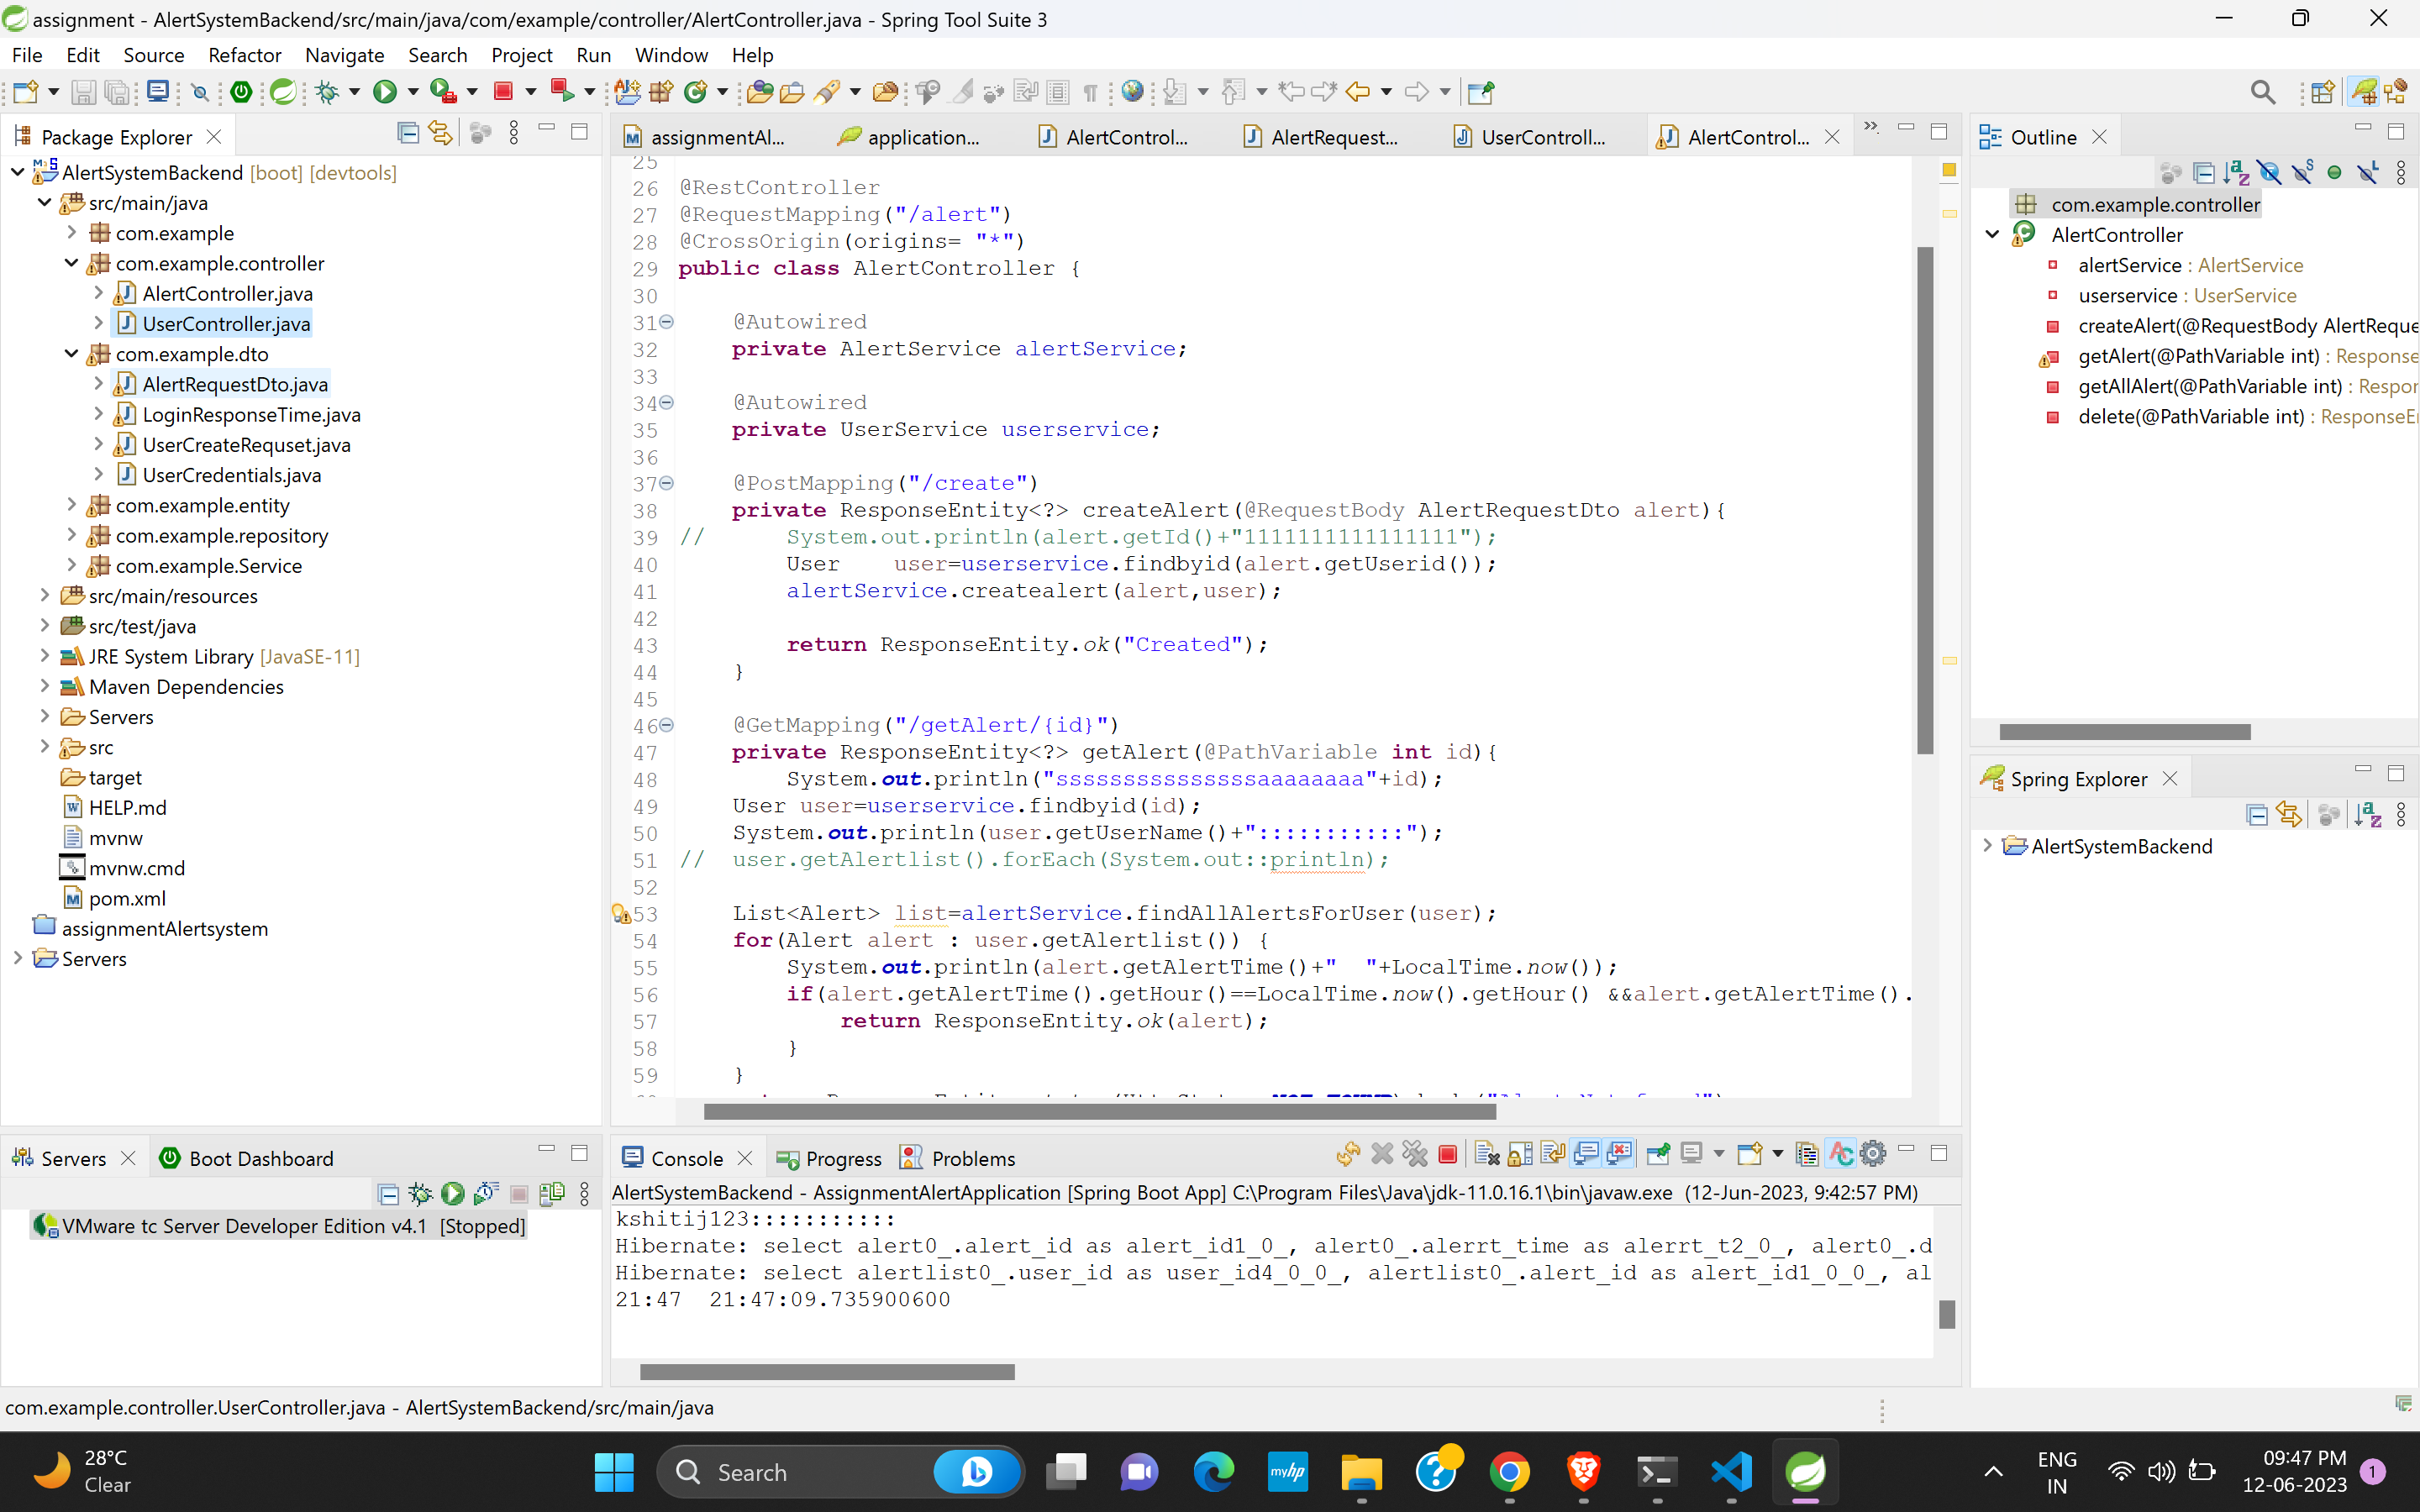 assignment - AlertSystemBackend/src/main/java/com/example/controller/AlertController.java - Spring Tool Suite 3
File Edit Source Refactor Navigate Search Project Run Window Help
Package Explorer
AlertSystemBackend [boot] [devtools]
src/main/java
com.example
com.example.controller
AlertController.java
UserController.java
com.example.dto
AlertRequestDto.java
LoginResponseTime.java
UserCreateRequset.java
UserCredentials.java
com.example.entity
com.example.repository
com.example.Service
src/main/resources
src/test/java
JRE System Library [JavaSE-11]
Maven Dependencies
Servers
src
target
HELP.md
mvnw
mvnw.cmd
pom.xml
assignmentAlertsystem
Servers
assignmentAl... application... AlertControl... AlertRequest... UserControll... AlertControl...
25
26 @RestController
27 @RequestMapping("/alert")
28 @CrossOrigin(origins= "*")
29 public class AlertController {
30
31 @Autowired
32 private AlertService alertService;
33
34 @Autowired
35 private UserService userservice;
36
37 @PostMapping("/create")
38 private ResponseEntity<?> createAlert(@RequestBody AlertRequestDto alert){
39 // System.out.println(alert.getId()+"1111111111111111");
40 User user=userservice.findbyid(alert.getUserid());
41 alertService.createalert(alert,user);
42
43 return ResponseEntity.ok("Created");
44 }
45
46 @GetMapping("/getAlert/{id}")
47 private ResponseEntity<?> getAlert(@PathVariable int id){
48 System.out.println("sssssssssssssssaaaaaaaa"+id);
49 User user=userservice.findbyid(id);
50 System.out.println(user.getUserName()+":::::::::::");
51 // user.getAlertlist().forEach(System.out::println);
52
53 List<Alert> list=alertService.findAllAlertsForUser(user);
54 for(Alert alert : user.getAlertlist()) {
55 System.out.println(alert.getAlertTime()+"  "+LocalTime.now());
56 if(alert.getAlertTime().getHour()==LocalTime.now().getHour() &&alert.getAlertTime().
57 return ResponseEntity.ok(alert);
58 }
59 }
Outline
com.example.controller
AlertController
alertService : AlertService
userservice : UserService
createAlert(@RequestBody AlertReque
getAlert(@PathVariable int) : Response
getAllAlert(@PathVariable int) : Respor
delete(@PathVariable int) : ResponseE
Spring Explorer
AlertSystemBackend
Servers Boot Dashboard
VMware tc Server Developer Edition v4.1 [Stopped]
Console Progress Problems
AlertSystemBackend - AssignmentAlertApplication [Spring Boot App] C:\Program Files\Java\jdk-11.0.16.1\bin\javaw.exe (12-Jun-2023, 9:42:57 PM)
kshitij123:::::::::::
Hibernate: select alert0_.alert_id as alert_id1_0_, alert0_.alerrt_time as alerrt_t2_0_, alert0_.d
Hibernate: select alertlist0_.user_id as user_id4_0_0_, alertlist0_.alert_id as alert_id1_0_0_, al
21:47  21:47:09.735900600
com.example.controller.UserController.java - AlertSystemBackend/src/main/java
28°C
Clear
Search
myhp
ENG
IN
09:47 PM
12-06-2023
1